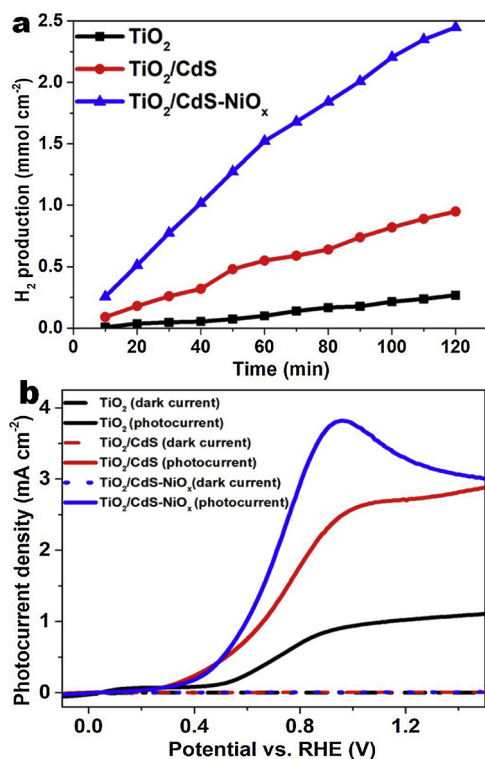 a
TiO2
TiO2/CdS
TiO2/CdS-NiOx
H2 production (mmol cm-2)
2.5
2.0
1.5
1.0
0.5
0.0
0 20 40 60 80 100 120
Time (min)
b
TiO2 (dark current)
TiO2 (photocurrent)
TiO2/CdS (dark current)
TiO2/CdS (photocurrent)
TiO2/CdS-NiOx(dark current)
TiO2/CdS-NiOx (photocurrent)
Photocurrent density (mA cm-2)
4
3
2
1
0
0.0 0.4 0.8 1.2
Potential vs. RHE (V)